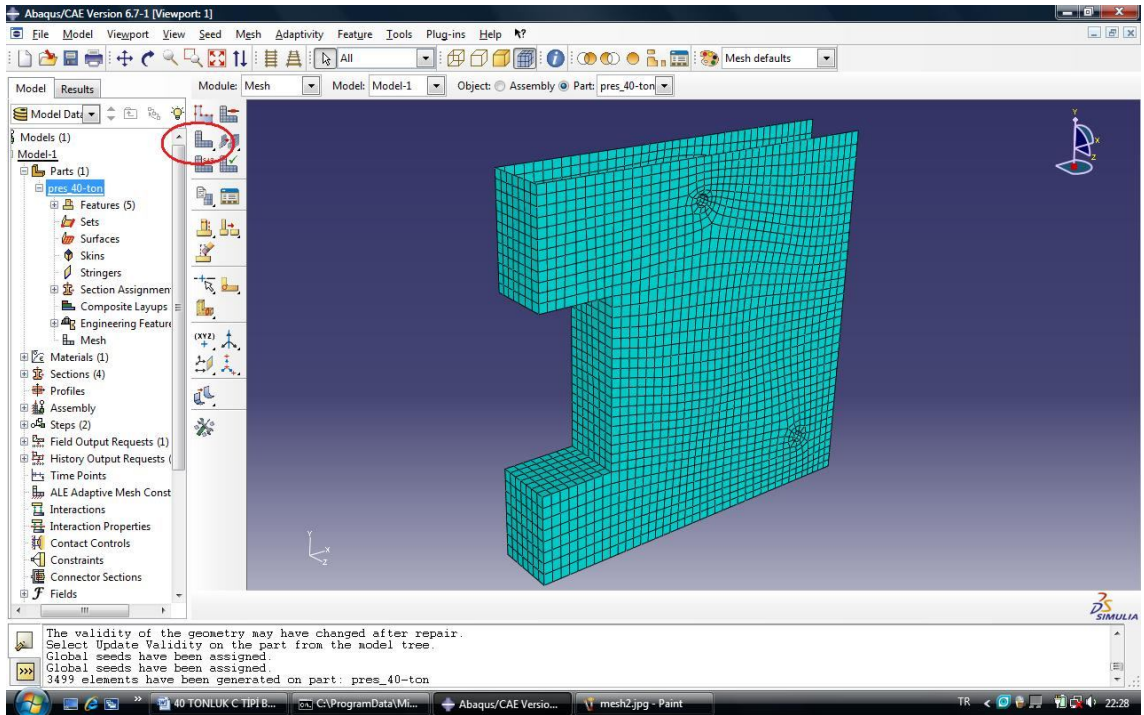 Abaqus/CAE Version 6.7-1 [Viewport: 1]
File Model Viewport View Seed Mesh Adaptivity Feature Tools Plug-ins Help
All Mesh defaults
Model Results Module: Mesh Model: Model-1 Object: Assembly Part: pres_40-ton
Model Data
Models (1)
Model-1
Parts (1)
pres_40-ton
Features (5)
Sets
Surfaces
Skins
Stringers
Section Assignmen
Composite Layups
Engineering Feature
Mesh
Materials (1)
Sections (4)
Profiles
Assembly
Steps (2)
Field Output Requests (1)
History Output Requests (
Time Points
ALE Adaptive Mesh Const
Interactions
Interaction Properties
Contact Controls
Constraints
Connector Sections
Fields
(XYZ)
Y
X
Z
Y
X
Z
SIMULIA
The validity of the geometry may have changed after repair.
Select Update Validity on the part from the model tree.
Global seeds have been assigned.
Global seeds have been assigned.
3499 elements have been generated on part: pres_40-ton
40 TONLUK C TİPİ B... C:\ProgramData\Mi... Abaqus/CAE Versio... mesh2.jpg - Paint TR 22:28